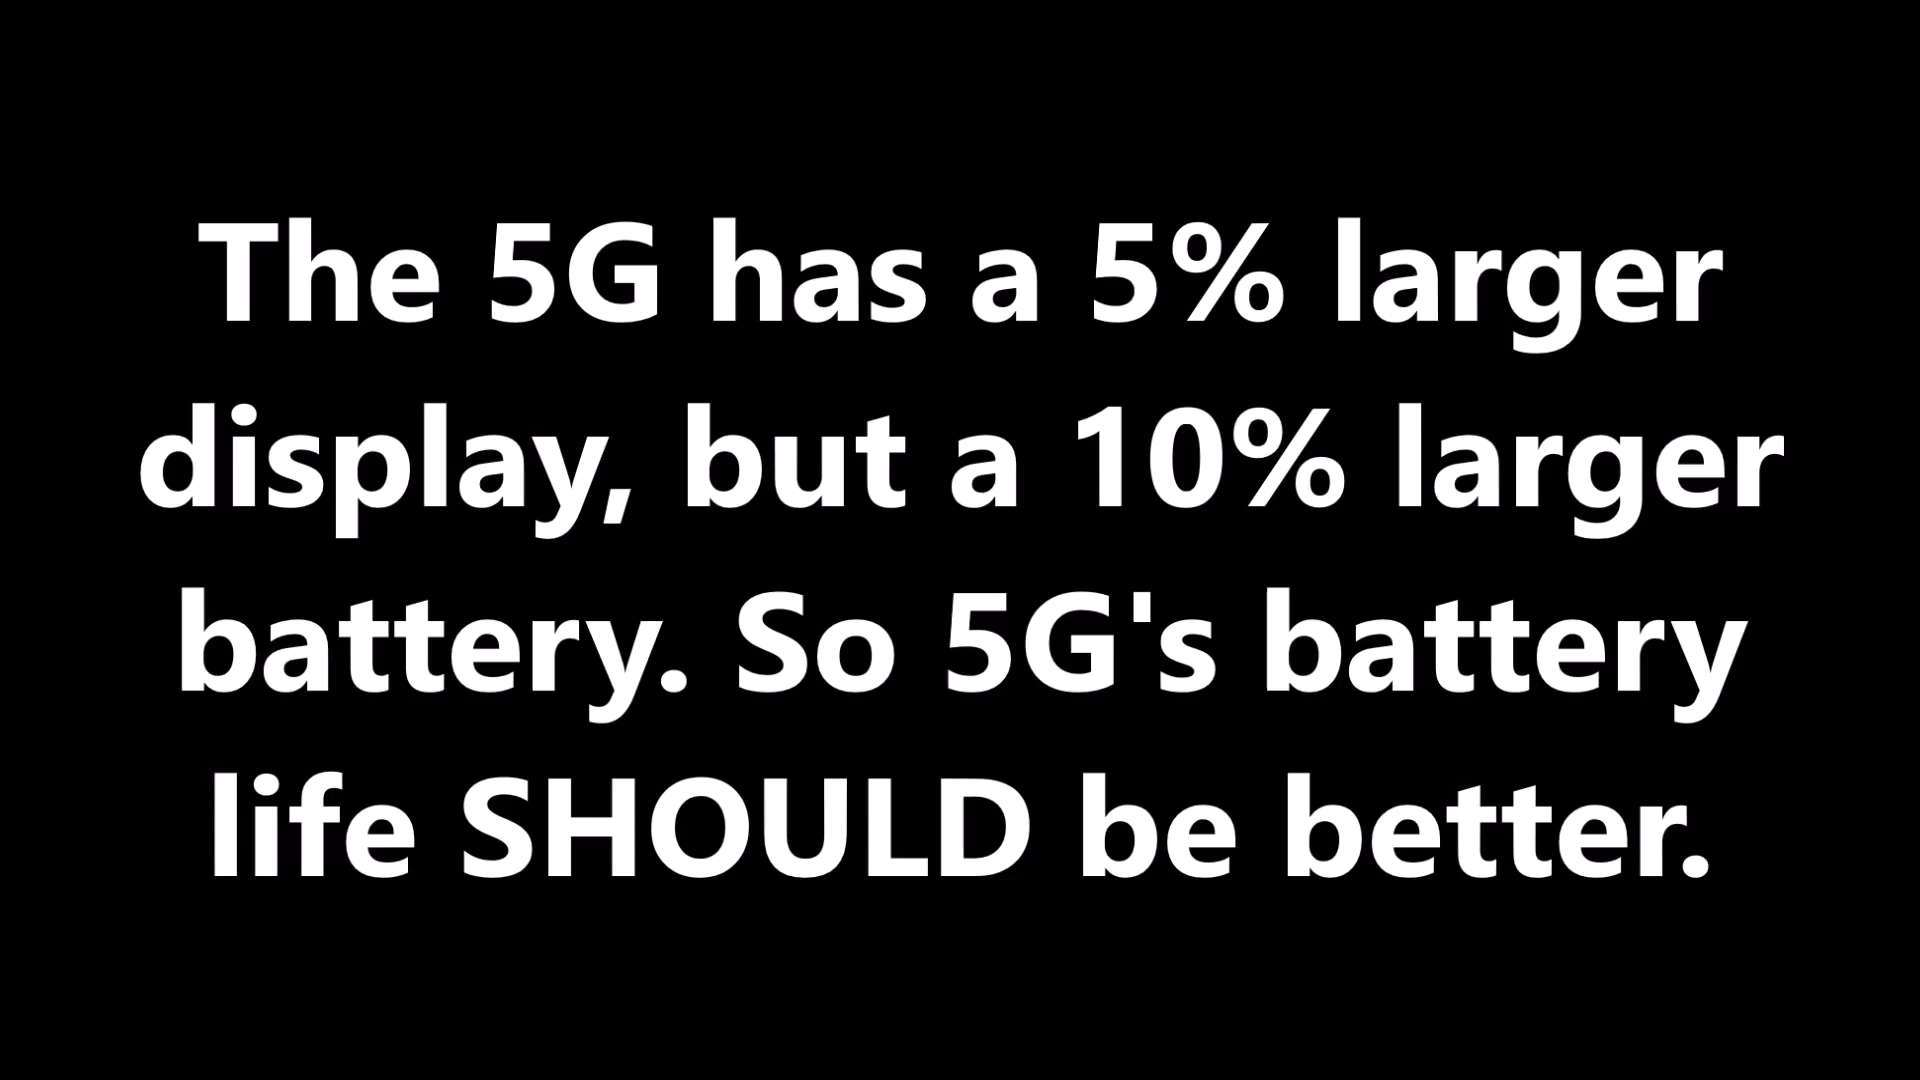 The 5G has a 5% larger
display, but a 10% larger
battery. So 5G's battery
life SHOULD be better.